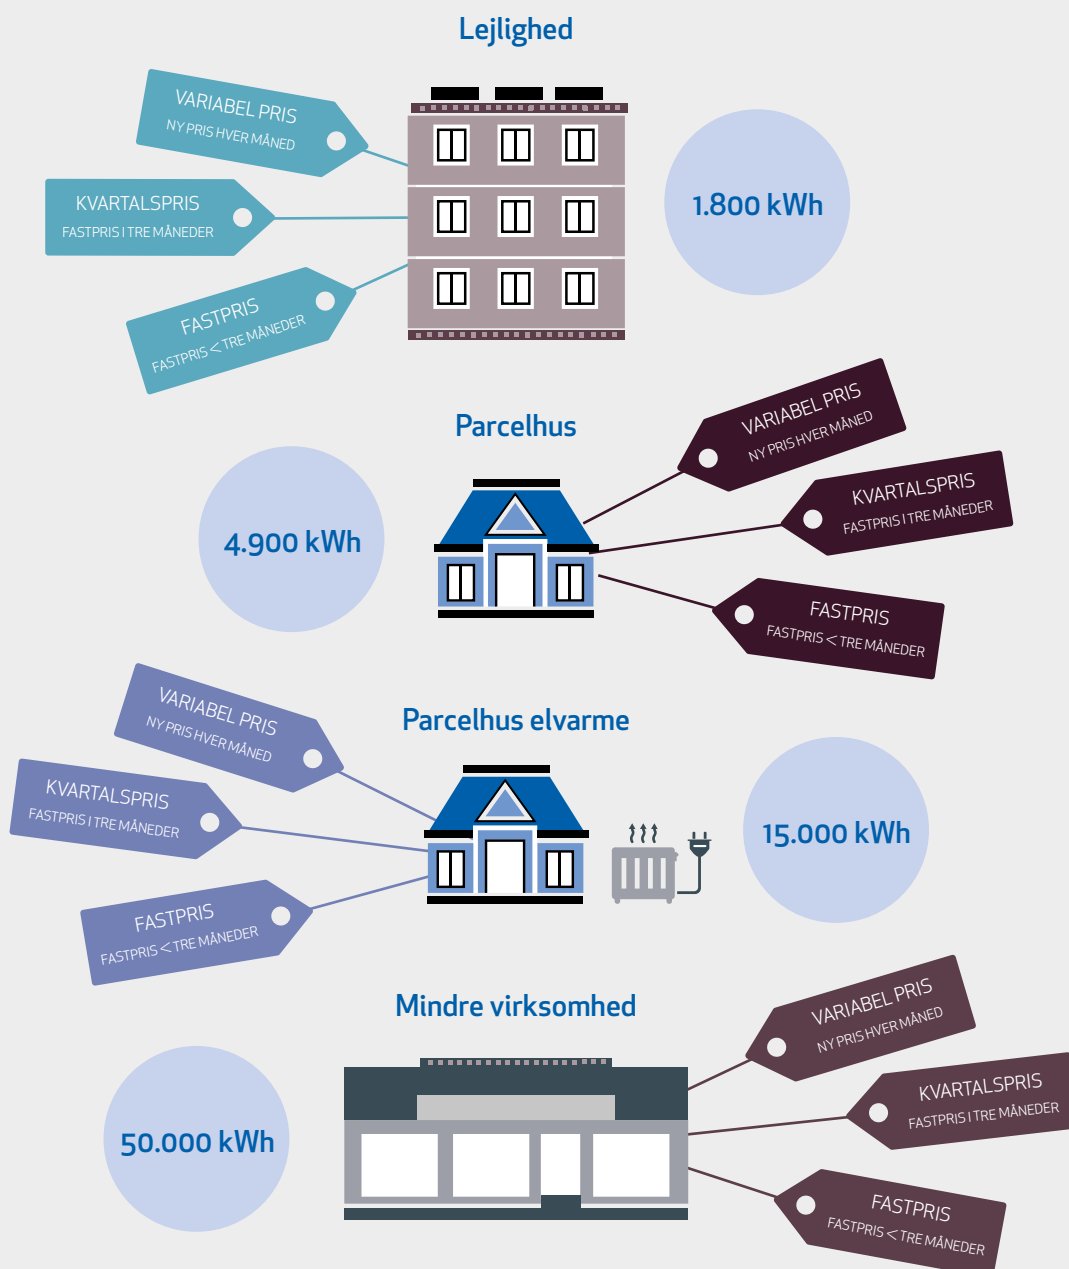 Lejlighed
VARIABEL PRIS
NY PRIS HVER MÅNED
KVARTALSPRIS
FASTPRIS I TRE MÅNEDER
FASTPRIS
FASTPRIS < TRE MÅNEDER
1.800 kWh
Parcelhus
4.900 kWh
VARIABEL PRIS
NY PRIS HVER MÅNED
KVARTALSPRIS
FASTPRIS I TRE MÅNEDER
FASTPRIS
FASTPRIS < TRE MÅNEDER
Parcelhus elvarme
VARIABEL PRIS
NY PRIS HVER MÅNED
KVARTALSPRIS
FASTPRIS I TRE MÅNEDER
FASTPRIS
FASTPRIS < TRE MÅNEDER
15.000 kWh
Mindre virksomhed
50.000 kWh
VARIABEL PRIS
NY PRIS HVER MÅNED
KVARTALSPRIS
FASTPRIS I TRE MÅNEDER
FASTPRIS
FASTPRIS < TRE MÅNEDER